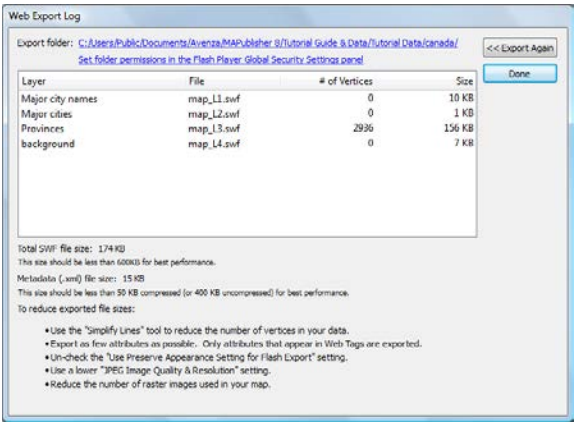 Web Export Log
Export folder: C:/Users/Public/Documents/Avenza/MAPublisher 8/Tutorial Guide & Data/Tutorial Data/canada/
<< Export Again
Set folder permissions in the Flash Player Global Security Settings panel
Done
Layer File # of Vertices Size
Major city names map_L1.swf 0 10 KB
Major cities map_L2.swf 0 1 KB
Provinces map_L3.swf 2936 156 KB
background map_L4.swf 0 7 KB
Total SWF file size: 174 KB
This size should be less than 600KB for best performance.
Metadata (.xml) file size: 15 KB
This size should be less than 50 KB compressed (or 400 KB uncompressed) for best performance.
To reduce exported file sizes:
•Use the "Simplify Lines" tool to reduce the number of vertices in your data.
•Export as few attributes as possible. Only attributes that appear in Web Tags are exported.
•Un-check the "Use Preserve Appearance Setting for Flash Export" setting.
•Use a lower "JPEG Image Quality & Resolution" setting.
•Reduce the number of raster images used in your map.